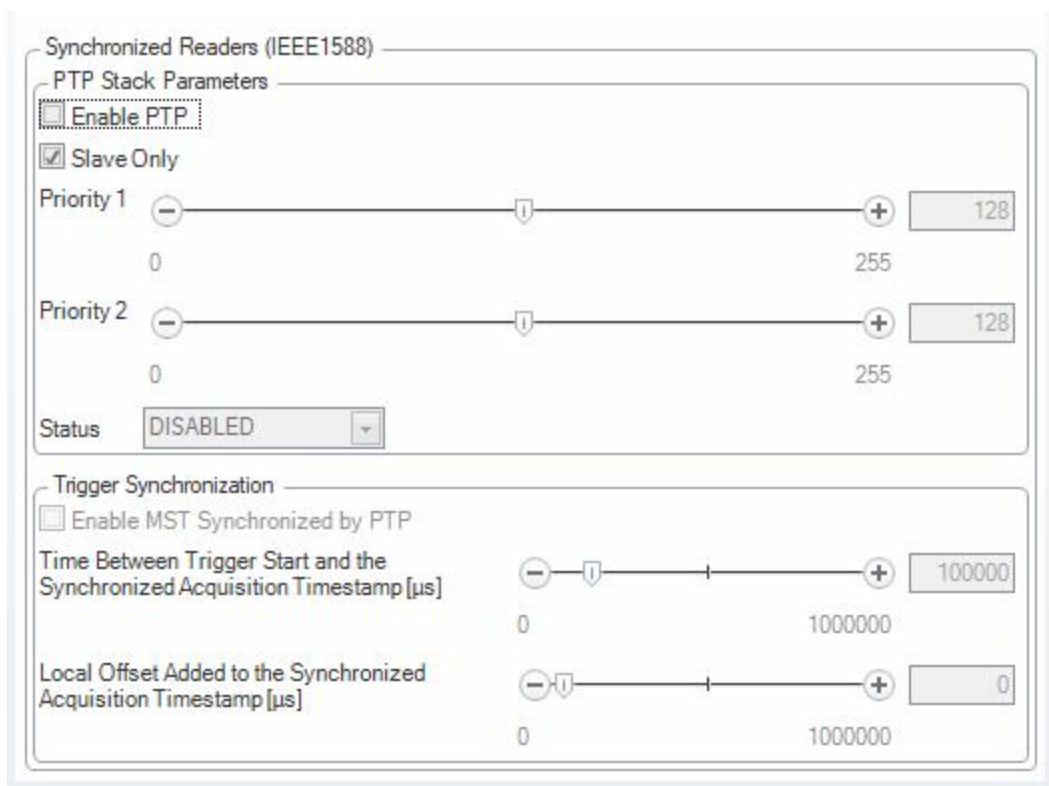 Synchronized Readers (IEEE1588)
PTP Stack Parameters
Enable PTP
Slave Only
Priority 1
128
0 255
Priority 2
128
0 255
Status DISABLED
Trigger Synchronization
Enable MST Synchronized by PTP
Time Between Trigger Start and the
Synchronized Acquisition Timestamp [µs]
100000
0 1000000
Local Offset Added to the Synchronized
Acquisition Timestamp [µs]
0
0 1000000